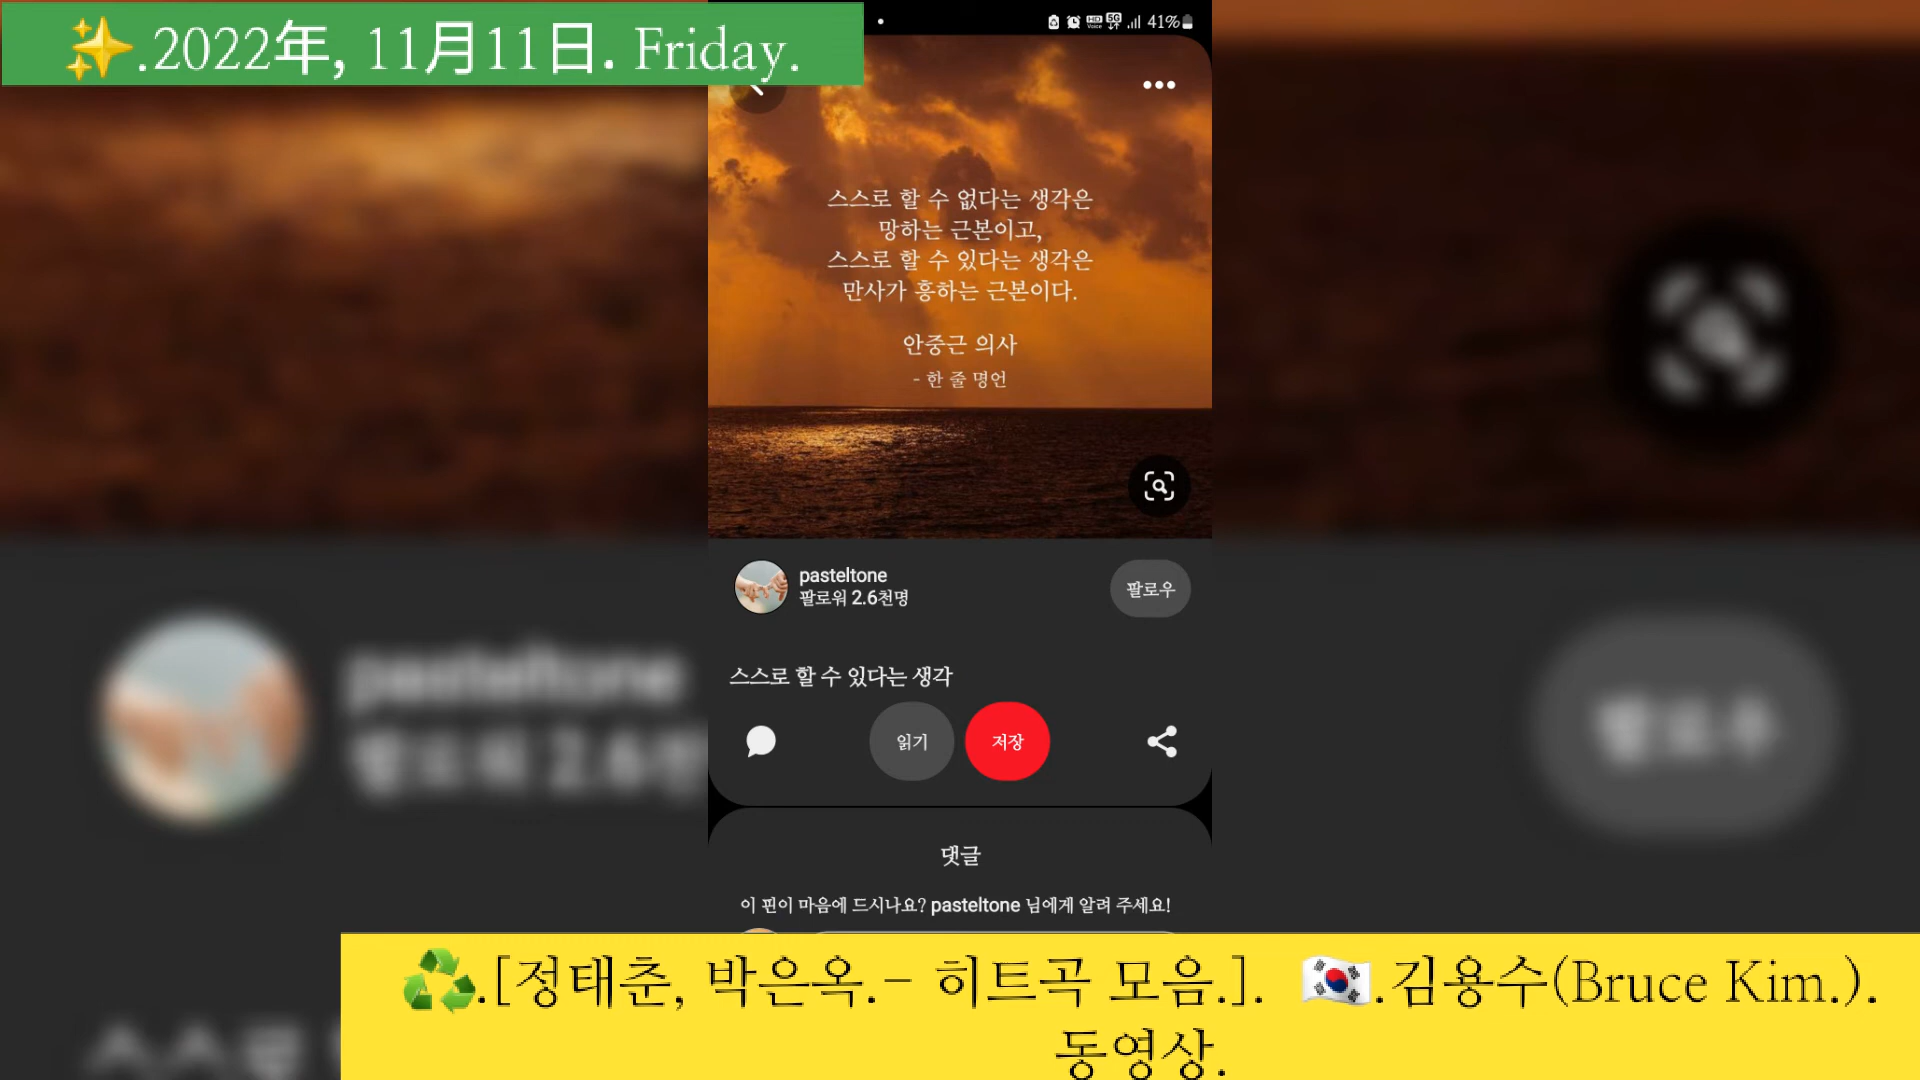 ✨.2022年, 11月11日. Friday.
41%
스스로 할 수 없다는 생각은
망하는 근본이고,
스스로 할 수 있다는 생각은
만사가 흥하는 근본이다.
안중근 의사
- 한 줄 명언
pasteltone
팔로워 2.6천명
팔로우
스스로 할 수 있다는 생각
읽기
저장
댓글
이 핀이 마음에 드시나요? pasteltone 님에게 알려 주세요!
♻️.[정태춘, 박은옥.- 히트곡 모음.]. 🇰🇷.김용수(Bruce Kim.).
동영상.